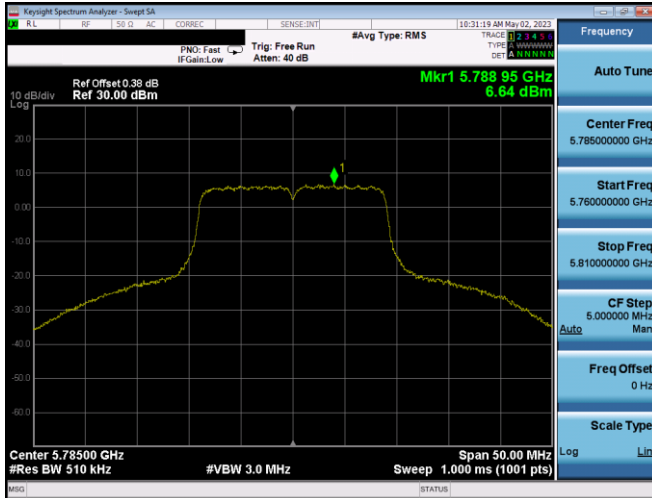 Keysight Spectrum Analyzer - Swept SA
RL RF 50 Ω AC CORREC SENSE:INT 10:31:19 AM May 02, 2023
#Avg Type: RMS TRACE 1 2 3 4 5 6
PNO: Fast Trig: Free Run TYPE A WWWWW
IFGain:Low Atten: 40 dB DET A N N N N N
Mkr1 5.788 95 GHz
6.64 dBm
Ref Offset 0.38 dB
10 dB/div Ref 30.00 dBm
Log
20.0
10.0
0.00
-10.0
-20.0
-30.0
-40.0
-50.0
-60.0
1
Center 5.78500 GHz Span 50.00 MHz
#Res BW 510 kHz #VBW 3.0 MHz Sweep 1.000 ms (1001 pts)
MSG STATUS
Frequency
Auto Tune
Center Freq
5.785000000 GHz
Start Freq
5.760000000 GHz
Stop Freq
5.810000000 GHz
CF Step
5.000000 MHz
Auto Man
Freq Offset
0 Hz
Scale Type
Log Lin